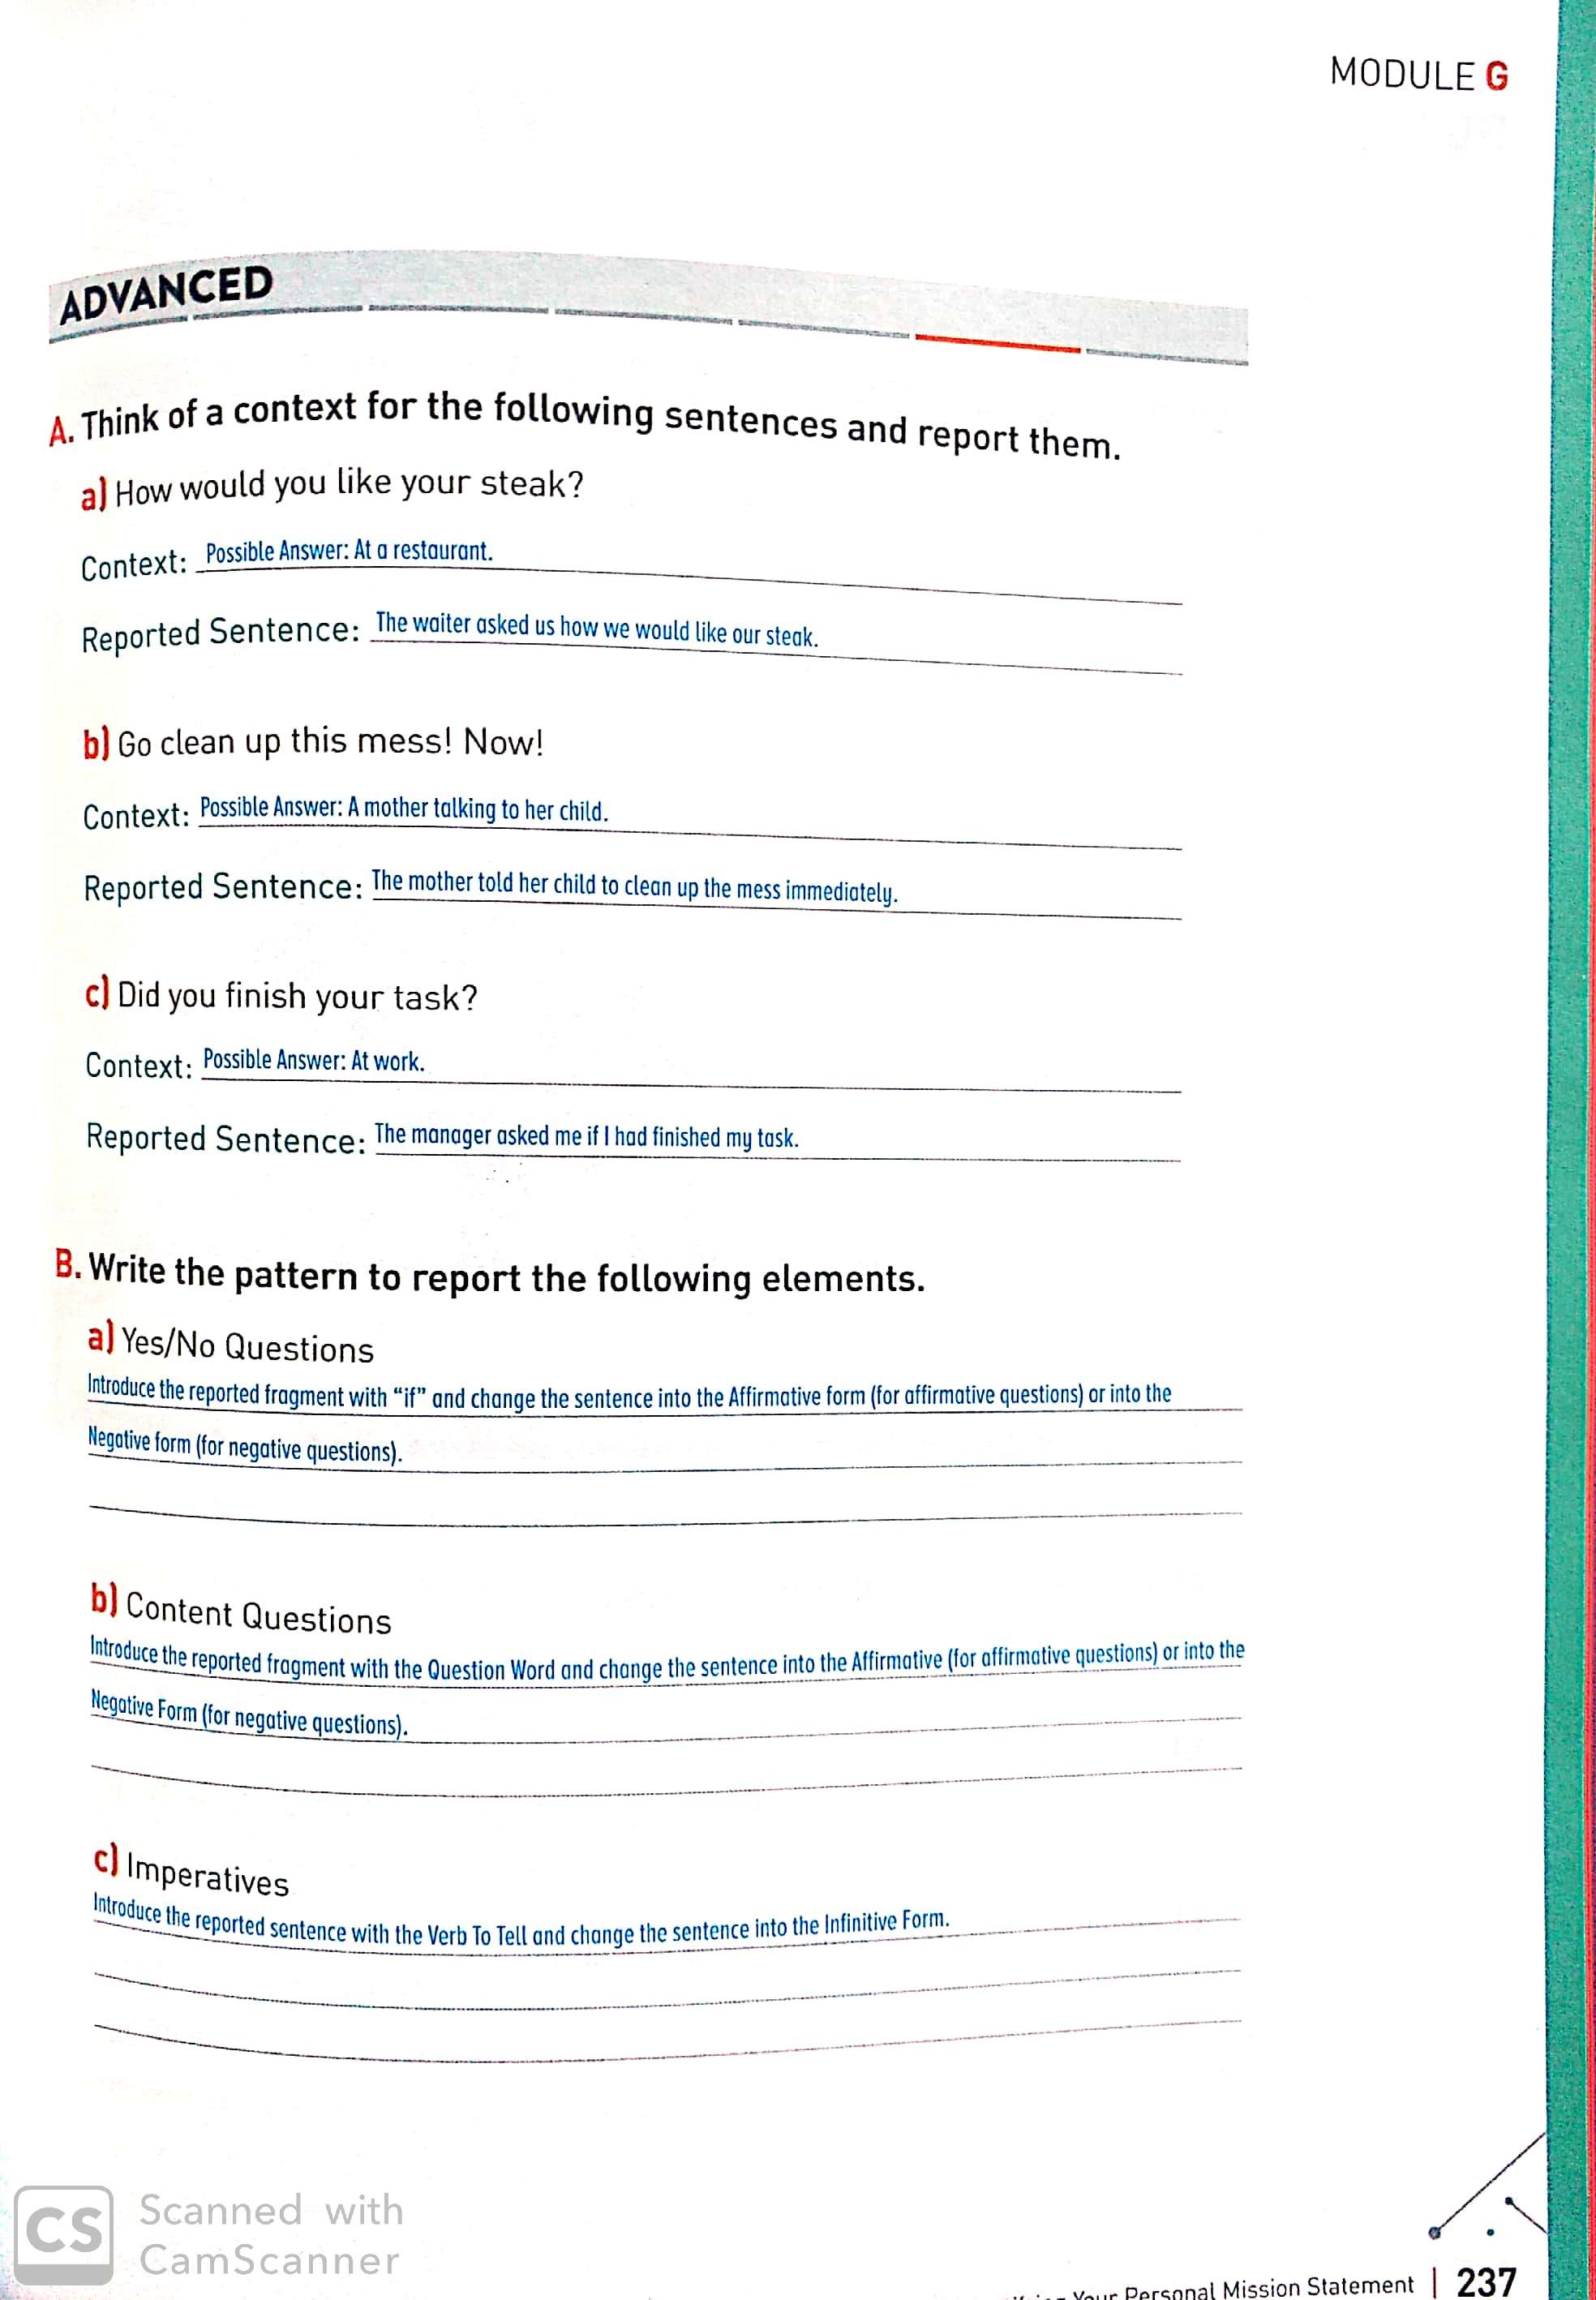 MODULE G
ADVANCED
A. Think of a context for the following sentences and report them.
a) How would you like your steak?
Context: Possible Answer: At a restaurant.
Reported Sentence: The waiter asked us how we would like our steak.
b) Go clean up this mess! Now!
Context: Possible Answer: A mother talking to her child.
Reported Sentence: The mother told her child to clean up the mess immediately.
c) Did you finish your task?
Context: Possible Answer: At work.
Reported Sentence: The manager asked me if I had finished my task.
B. Write the pattern to report the following elements.
a) Yes/No Questions
Introduce the reported fragment with “if” and change the sentence into the Affirmative form (for affirmative questions) or into the
Negative form (for negative questions).
b) Content Questions
Introduce the reported fragment with the Question Word and change the sentence into the Affirmative (for affirmative questions) or into the
Negative Form (for negative questions).
c) Imperatives
Introduce the reported sentence with the Verb To Tell and change the sentence into the Infinitive Form.
CS Scanned with
CamScanner
Your Personal Mission Statement | 237